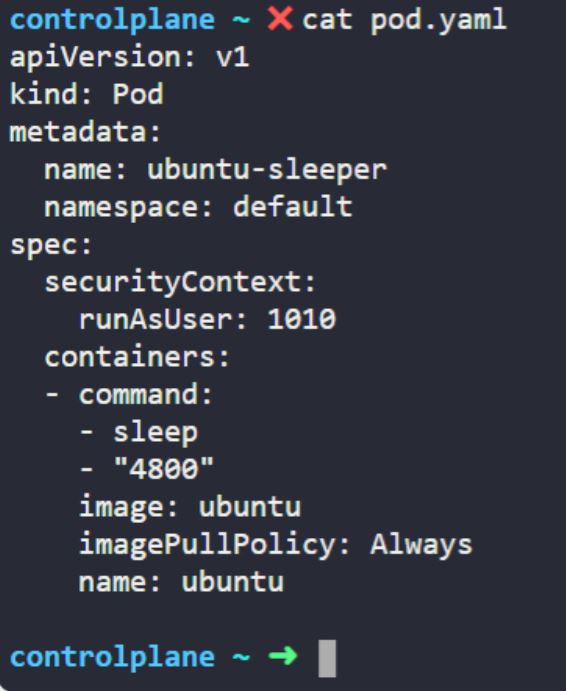 controlplane ~ ❌ cat pod.yaml
apiVersion: v1
kind: Pod
metadata:
  name: ubuntu-sleeper
  namespace: default
spec:
  securityContext:
    runAsUser: 1010
  containers:
  - command:
    - sleep
    - "4800"
    image: ubuntu
    imagePullPolicy: Always
    name: ubuntu
controlplane ~ ➜